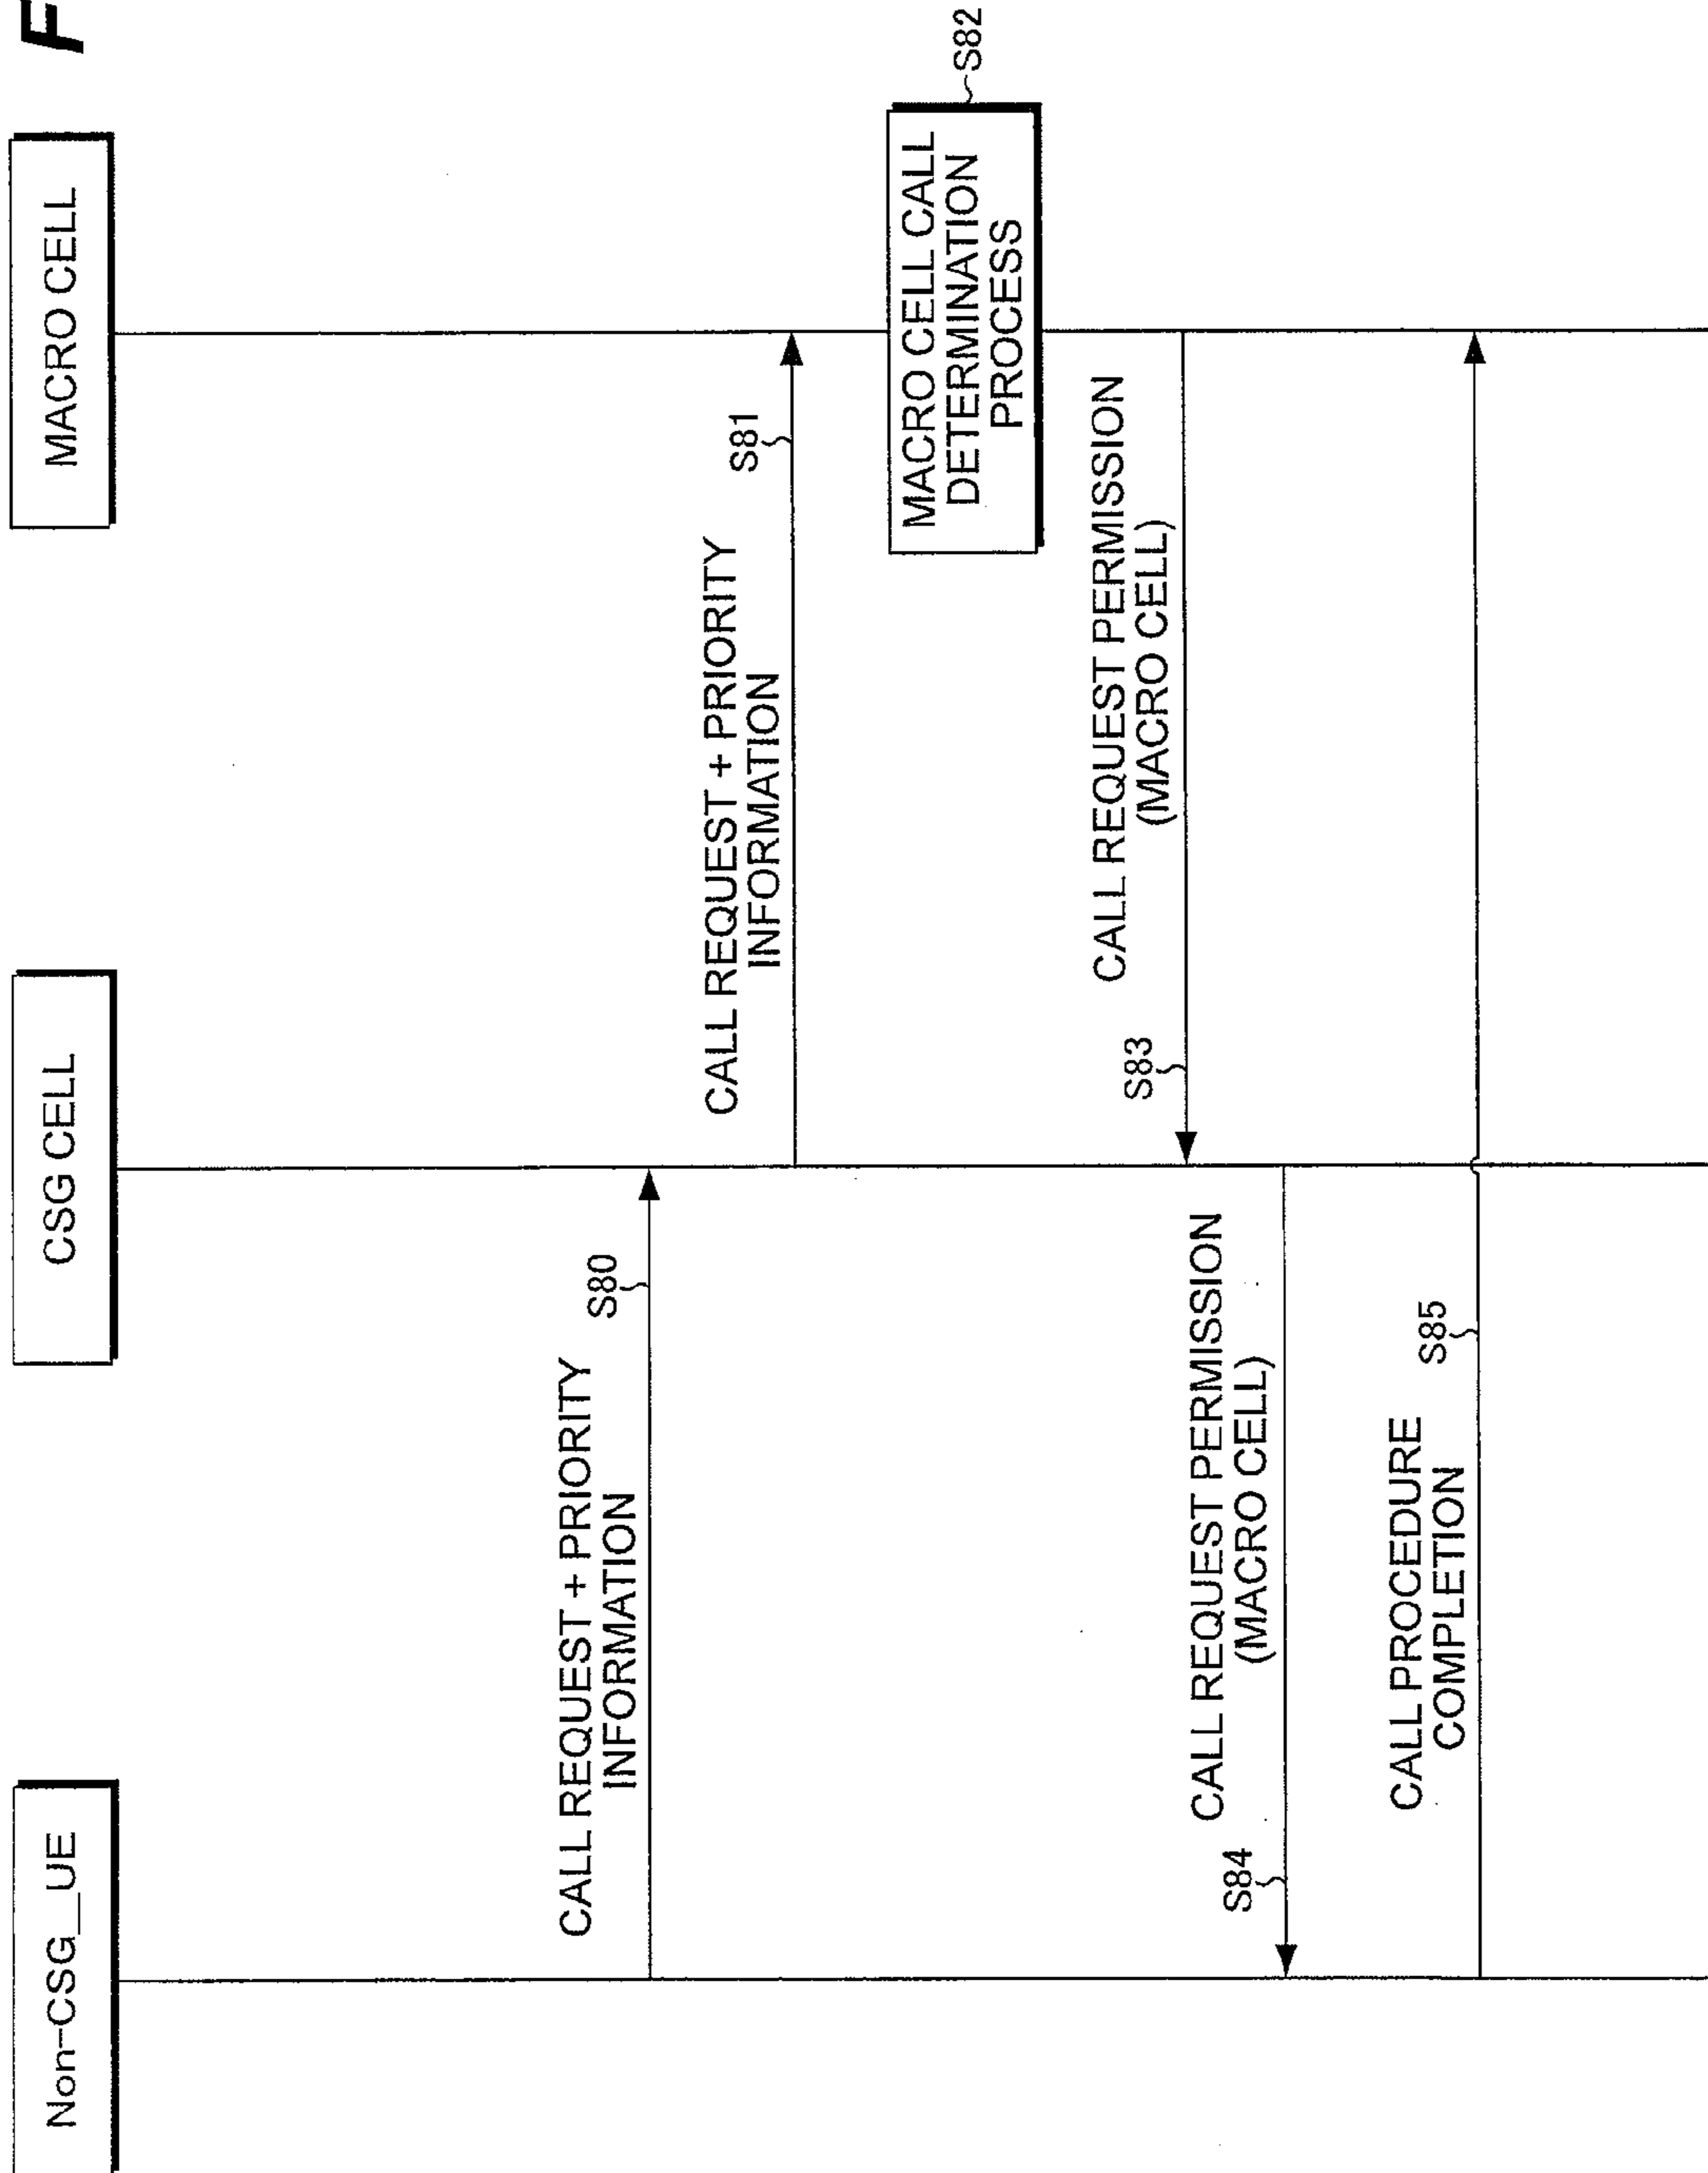 F
Non-CSG_UE
CSG CELL
MACRO CELL
CALL REQUEST + PRIORITY
INFORMATION
S80
CALL REQUEST + PRIORITY
INFORMATION
S81
MACRO CELL CALL
DETERMINATION
PROCESS
S82
CALL REQUEST PERMISSION
(MACRO CELL)
S83
CALL REQUEST PERMISSION
(MACRO CELL)
S84
CALL PROCEDURE
COMPLETION
S85